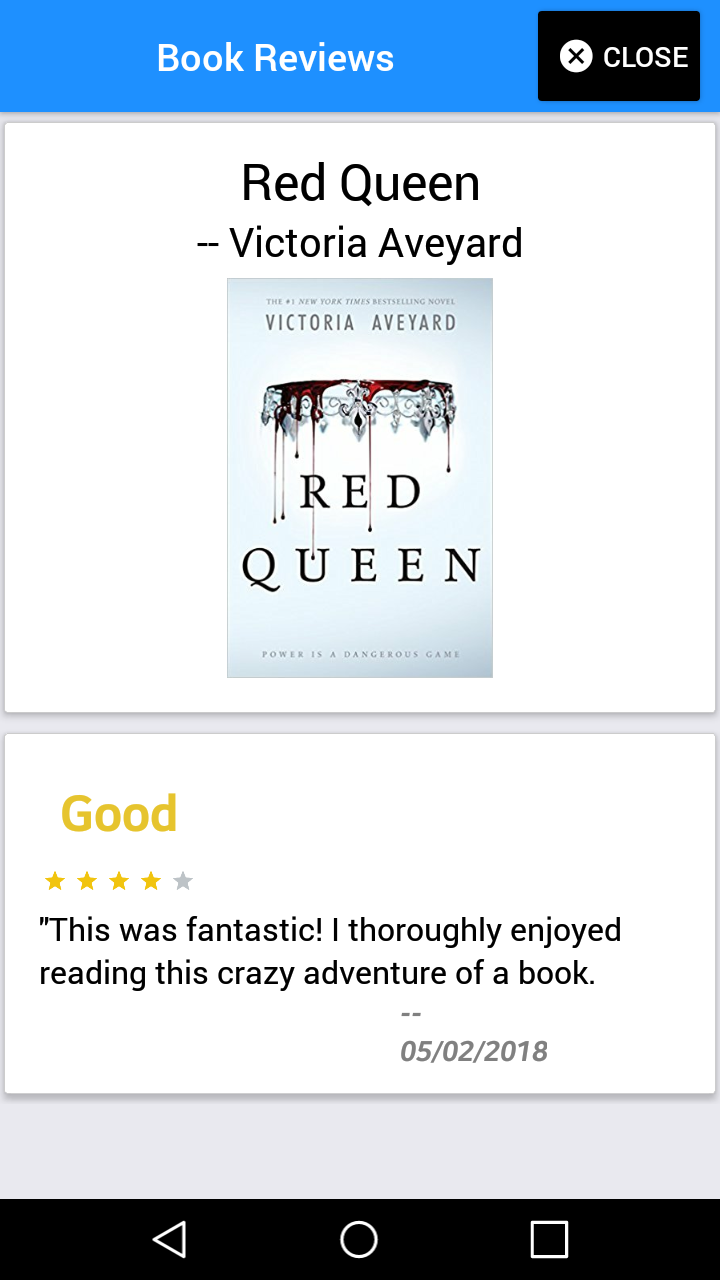 Book Reviews
CLOSE
Red Queen
-- Victoria Aveyard
THE #1 NEW YORK TIMES BESTSELLING NOVEL
VICTORIA AVEYARD
RED
QUEEN
POWER IS A DANGEROUS GAME
Good
"This was fantastic! I thoroughly enjoyed
reading this crazy adventure of a book.
--
05/02/2018